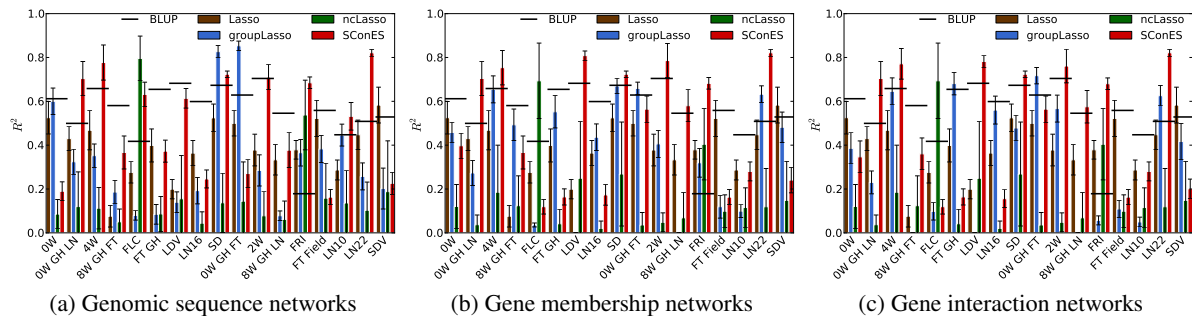 1.0
0.8
0.6
0.4
0.2
0.0
R²
BLUP
Lasso
groupLasso
ncLasso
SConES
0W
0W GH LN
4W
8W GH FT
FLC
FT GH
LDV
LN16
SD
0W GH FT
2W
8W GH LN
FRI
FT Field
LN10
LN22
SDV
(a) Genomic sequence networks
1.0
0.8
0.6
0.4
0.2
0.0
R²
BLUP
Lasso
groupLasso
ncLasso
SConES
0W
0W GH LN
4W
8W GH FT
FLC
FT GH
LDV
LN16
SD
0W GH FT
2W
8W GH LN
FRI
FT Field
LN10
LN22
SDV
(b) Gene membership networks
1.0
0.8
0.6
0.4
0.2
0.0
R²
BLUP
Lasso
groupLasso
ncLasso
SConES
0W
0W GH LN
4W
8W GH FT
FLC
FT GH
LDV
LN16
SD
0W GH FT
2W
8W GH LN
FRI
FT Field
LN10
LN22
SDV
(c) Gene interaction networks